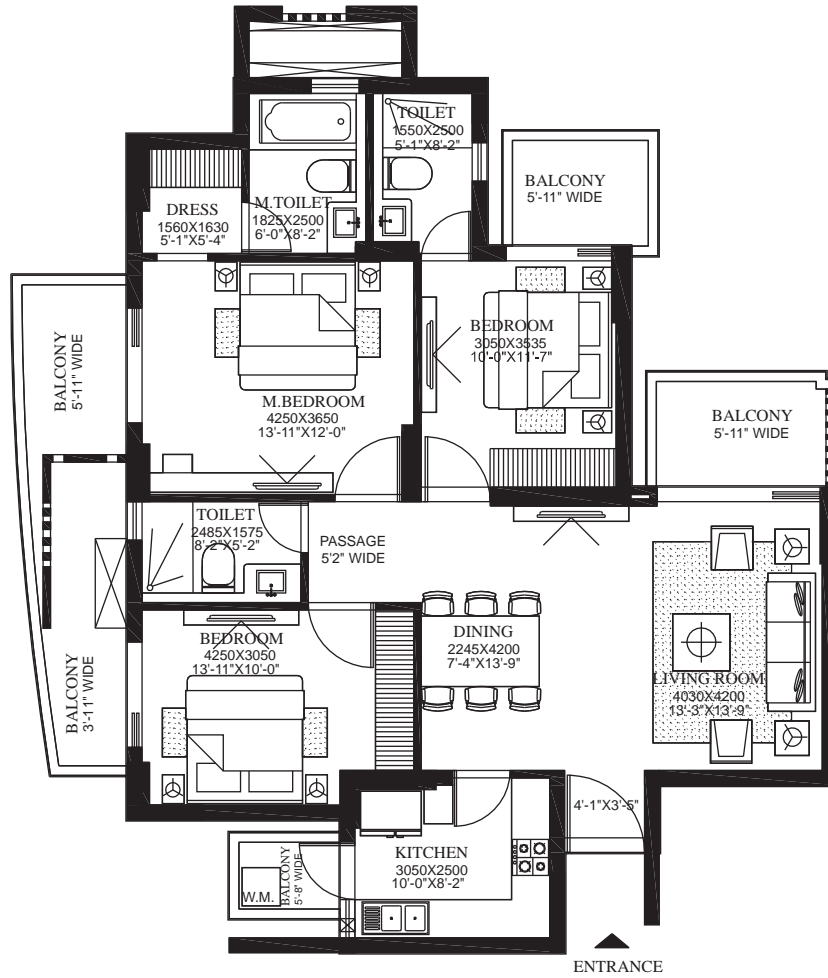 TOILET
1550X2500
5'-1"X8'-2"
BALCONY
5'-11" WIDE
DRESS
1560X1630
5'-1"X5'-4"
M.TOILET
1825X2500
6'-0"X8'-2"
BALCONY
5'-11" WIDE
BEDROOM
3050X3535
10'-0"X11'-7"
M.BEDROOM
4250X3650
13'-11"X12'-0"
BALCONY
5'-11" WIDE
TOILET
2485X1575
8'-2"X5'-2"
PASSAGE
5'2" WIDE
BEDROOM
4250X3050
13'-11"X10'-0"
DINING
2245X4200
7'-4"X13'-9"
LIVING ROOM
4030X4200
13'-3"X13'-9"
BALCONY
3'-11" WIDE
4'-1"X3'-5"
KITCHEN
3050X2500
10'-0"X8'-2"
BALCONY
5'-8" WIDE
W.M.
ENTRANCE